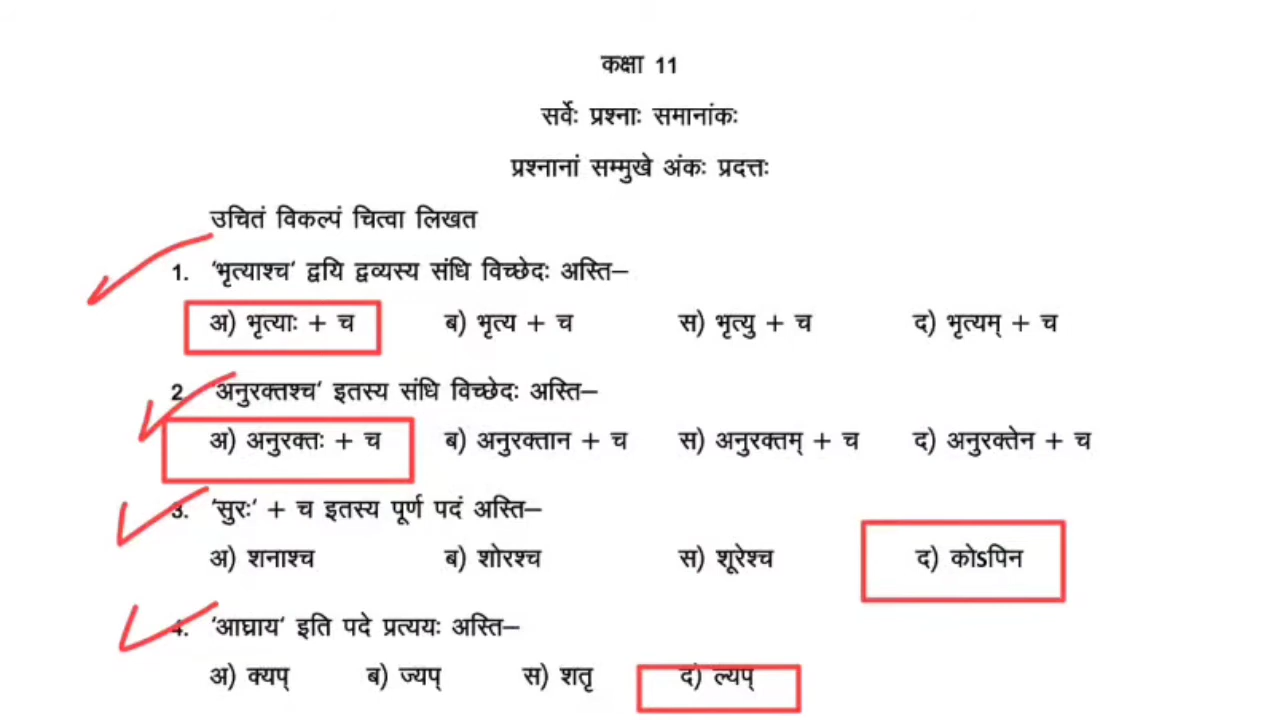 कक्षा 11
सर्वेः प्रश्नाः समानांकः
प्रश्नानां सम्मुखे अंकः प्रदत्तः
उचितं विकल्पं चित्वा लिखत
1. 'भृत्याश्च' द्वयि द्वव्यस्य संधि विच्छेदः अस्ति–
अ) भृत्याः + च ब) भृत्य + च स) भृत्यु + च द) भृत्यम् + च
2. 'अनुरक्तश्च' इतस्य संधि विच्छेदः अस्ति–
अ) अनुरक्तः + च ब) अनुरक्तान + च स) अनुरक्तम् + च द) अनुरक्तेन + च
3. 'सुरः' + च इतस्य पूर्ण पदं अस्ति–
अ) शनाश्च ब) शोरश्च स) शूरेश्च द) कोऽपिन
4. 'आघ्राय' इति पदे प्रत्ययः अस्ति–
अ) क्यप् ब) ज्यप् स) शतृ द) ल्यप्